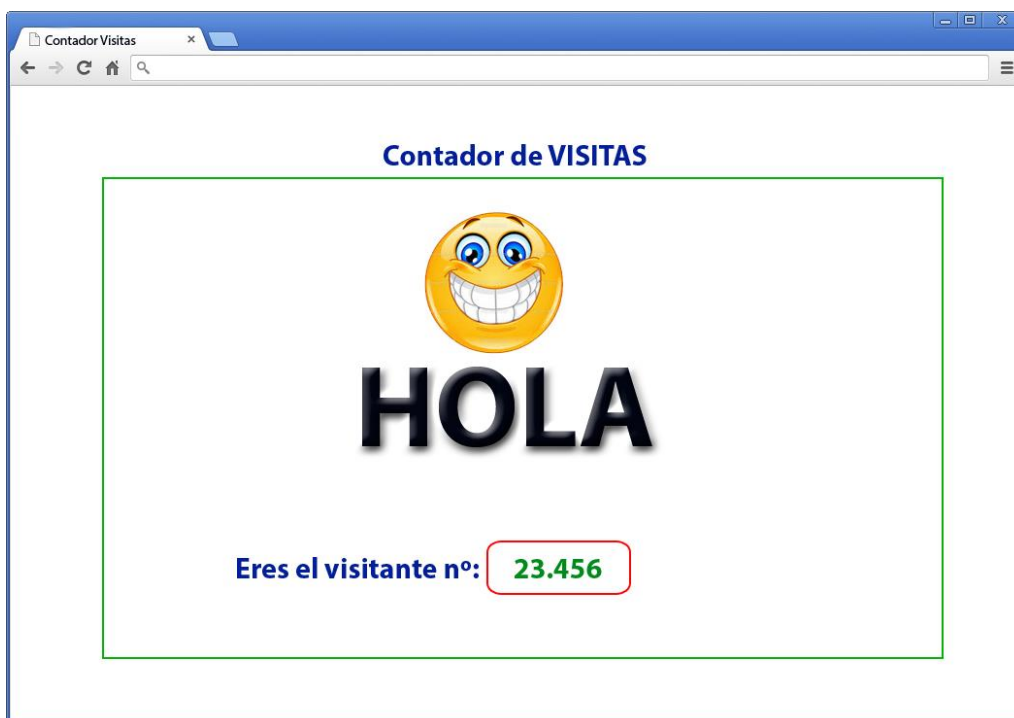 Contador Visitas
Contador de VISITAS
HOLA
Eres el visitante nº: 23.456